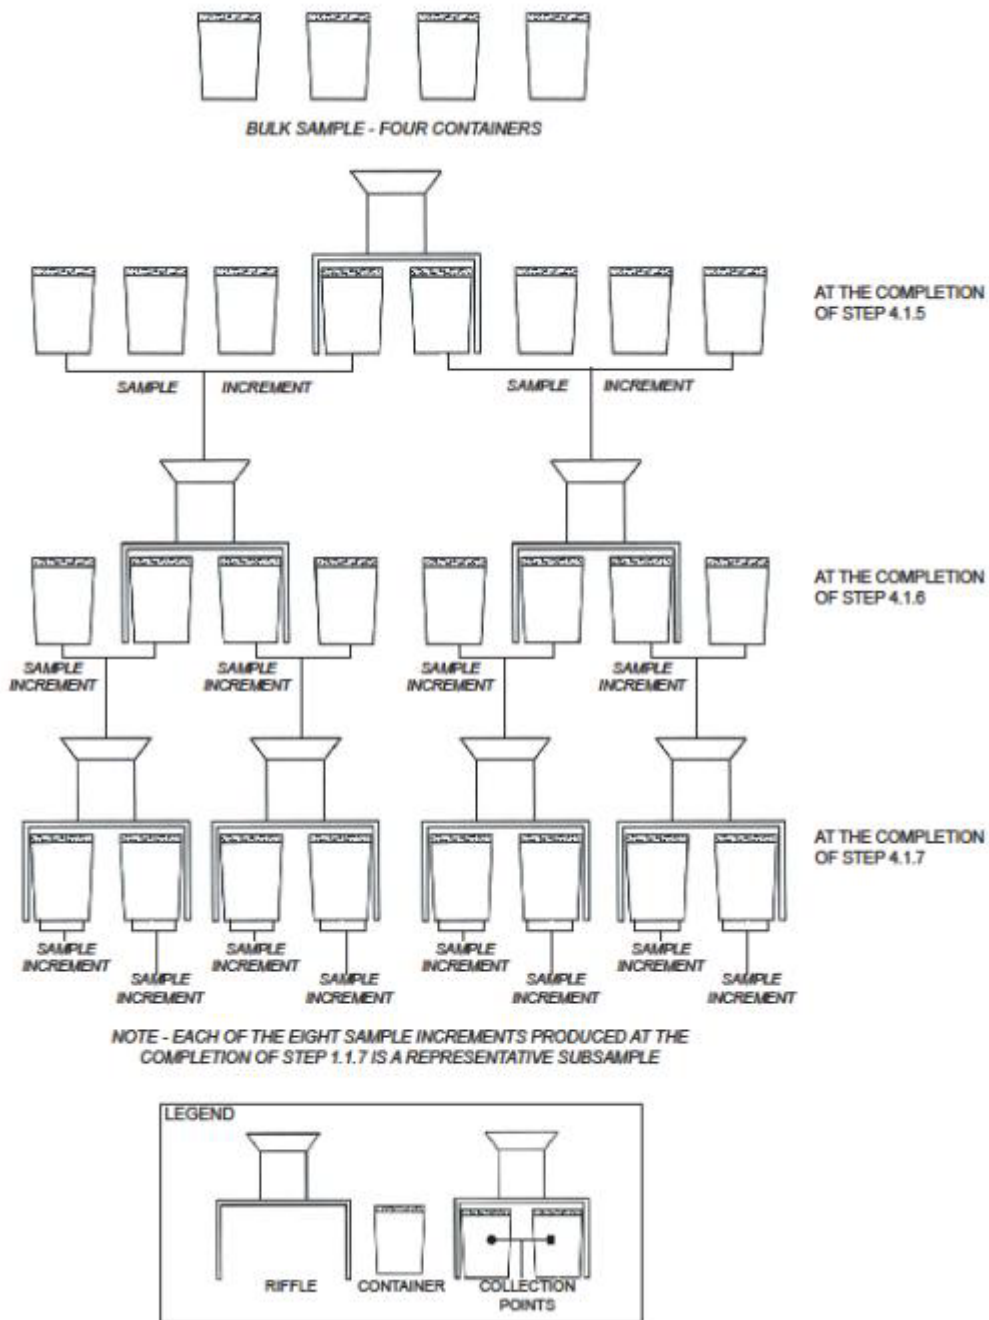 BULK SAMPLE - FOUR CONTAINERS
AT THE COMPLETION
OF STEP 4.1.5
SAMPLE INCREMENT
SAMPLE INCREMENT
AT THE COMPLETION
OF STEP 4.1.6
SAMPLE
INCREMENT
SAMPLE
INCREMENT
SAMPLE
INCREMENT
SAMPLE
INCREMENT
AT THE COMPLETION
OF STEP 4.1.7
SAMPLE
INCREMENT
SAMPLE
INCREMENT
SAMPLE
INCREMENT
SAMPLE
INCREMENT
SAMPLE
INCREMENT
SAMPLE
INCREMENT
SAMPLE
INCREMENT
SAMPLE
INCREMENT
NOTE - EACH OF THE EIGHT SAMPLE INCREMENTS PRODUCED AT THE
COMPLETION OF STEP 1.1.7 IS A REPRESENTATIVE SUBSAMPLE
LEGEND
RIFFLE
CONTAINER
COLLECTION
POINTS